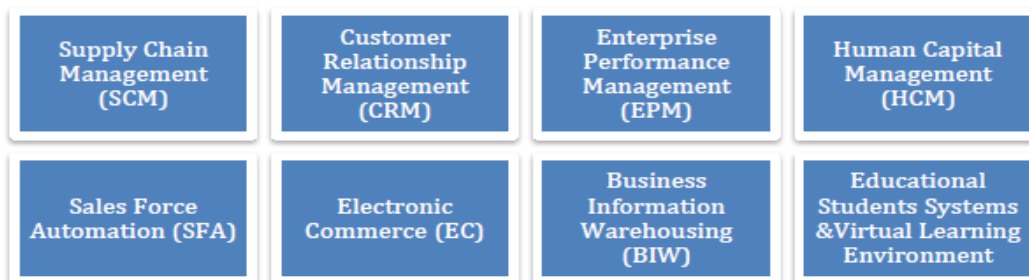 Supply Chain
Management
(SCM)
Customer
Relationship
Management
(CRM)
Enterprise
Performance
Management
(EPM)
Human Capital
Management
(HCM)
Sales Force
Automation (SFA)
Electronic
Commerce (EC)
Business
Information
Warehousing
(BIW)
Educational
Students Systems
&Virtual Learning
Environment